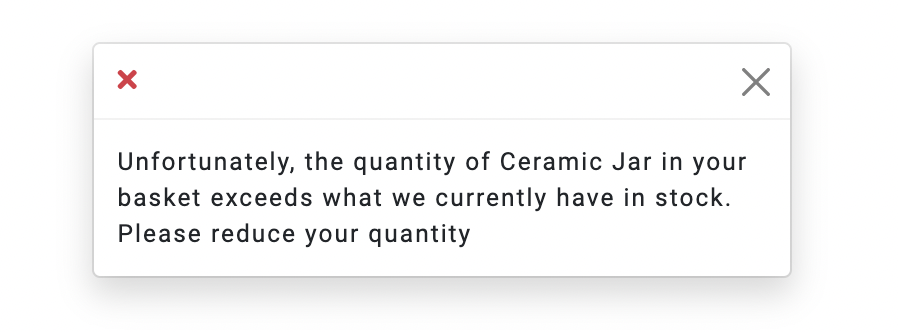 Unfortunately, the quantity of Ceramic Jar in your
basket exceeds what we currently have in stock.
Please reduce your quantity